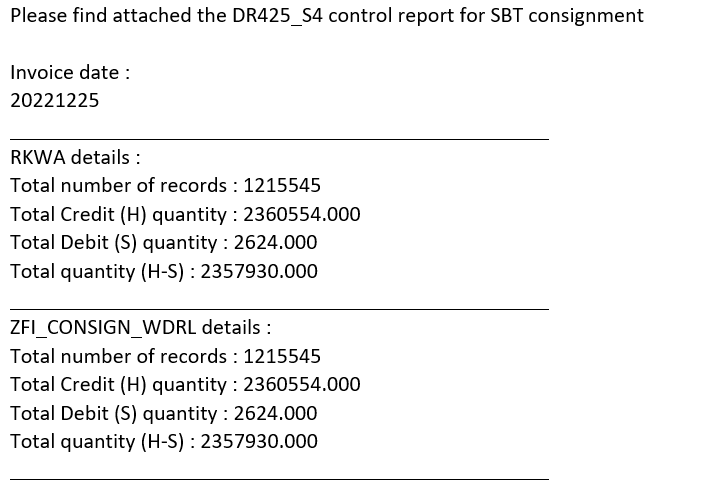 Please find attached the DR425_S4 control report for SBT consignment
Invoice date :
20221225
RKWA details :
Total number of records : 1215545
Total Credit (H) quantity : 2360554.000
Total Debit (S) quantity : 2624.000
Total quantity (H-S) : 2357930.000
ZFI_CONSIGN_WDRL details :
Total number of records : 1215545
Total Credit (H) quantity : 2360554.000
Total Debit (S) quantity : 2624.000
Total quantity (H-S) : 2357930.000